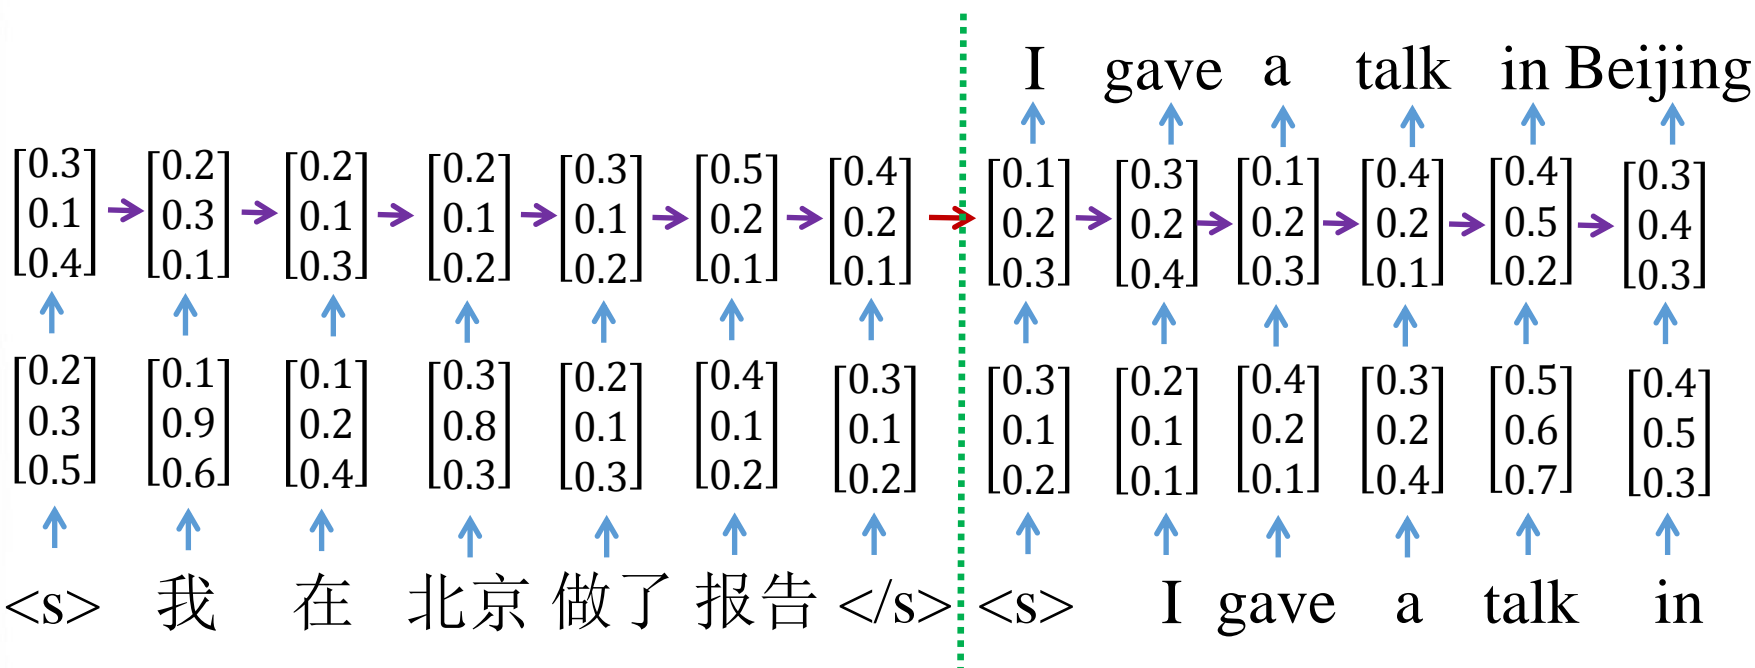 I gave a talk in Beijing
[0.3 0.1 0.4] [0.2 0.3 0.1] [0.2 0.1 0.3] [0.2 0.1 0.2] [0.3 0.1 0.2] [0.5 0.2 0.1] [0.4 0.2 0.1] [0.1 0.2 0.3] [0.3 0.2 0.4] [0.1 0.2 0.3] [0.4 0.2 0.1] [0.4 0.5 0.2] [0.3 0.4 0.3]
[0.2 0.3 0.5] [0.1 0.9 0.6] [0.1 0.2 0.4] [0.3 0.8 0.3] [0.2 0.1 0.3] [0.4 0.1 0.2] [0.3 0.1 0.2] [0.3 0.1 0.2] [0.2 0.1 0.1] [0.4 0.2 0.1] [0.3 0.2 0.4] [0.5 0.6 0.7] [0.4 0.5 0.3]
<s> 我 在 北京 做了 报告 </s> <s> I gave a talk in